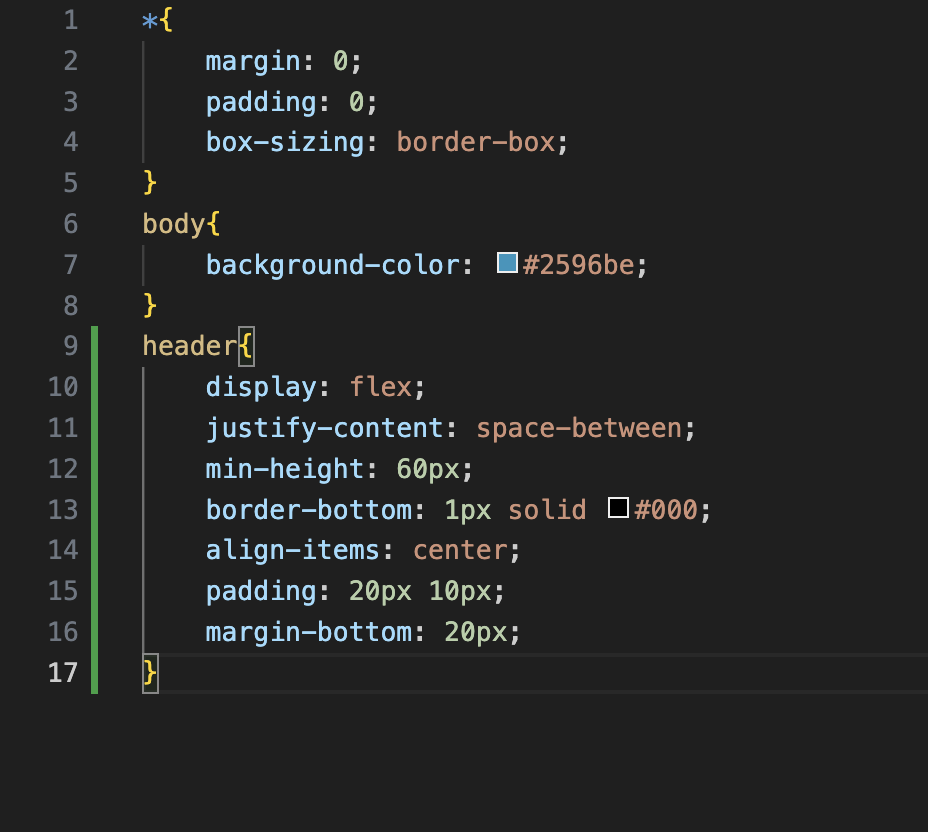 1 *{
2 margin: 0;
3 padding: 0;
4 box-sizing: border-box;
5 }
6 body{
7 background-color: #2596be;
8 }
9 header{
10 display: flex;
11 justify-content: space-between;
12 min-height: 60px;
13 border-bottom: 1px solid #000;
14 align-items: center;
15 padding: 20px 10px;
16 margin-bottom: 20px;
17 }